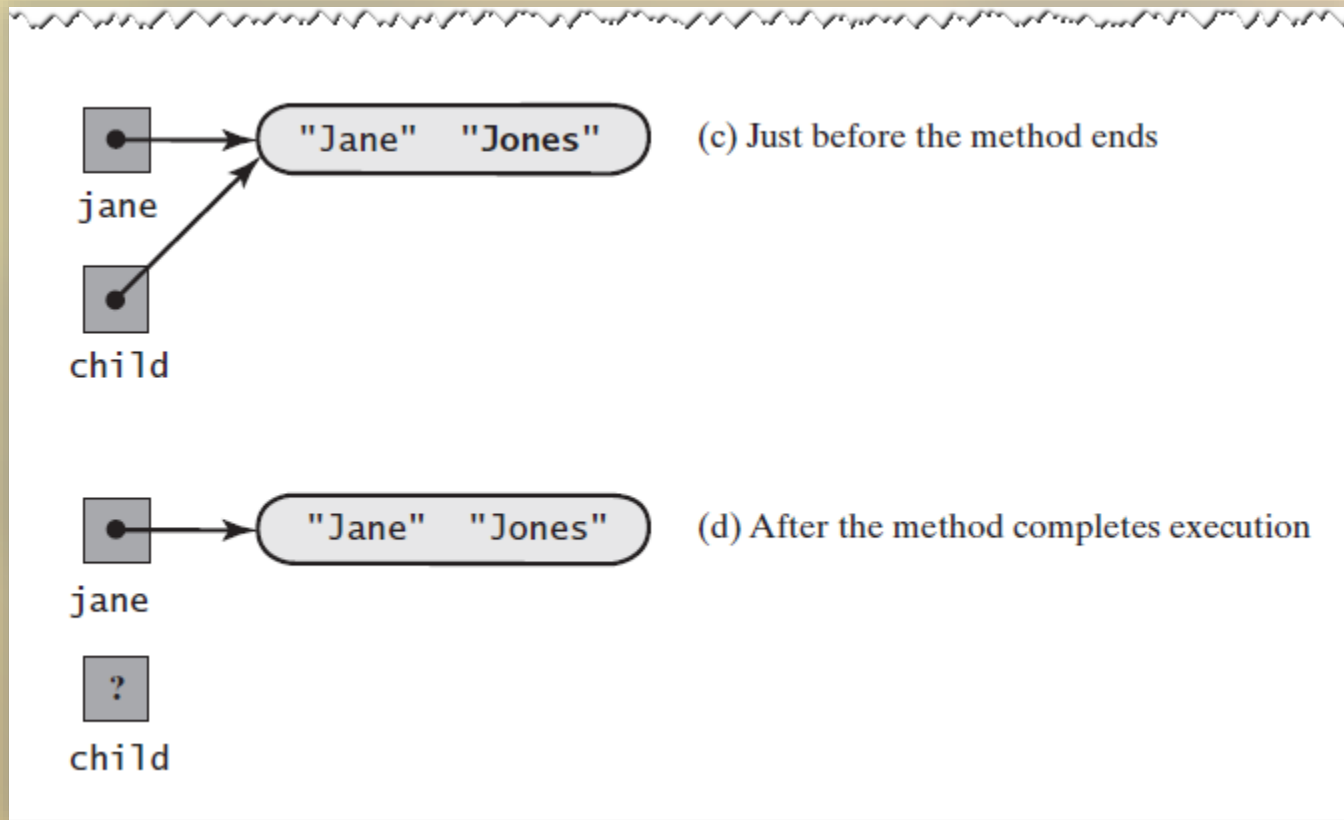 "Jane" "Jones" (c) Just before the method ends
jane
child
"Jane" "Jones" (d) After the method completes execution
jane
?
child